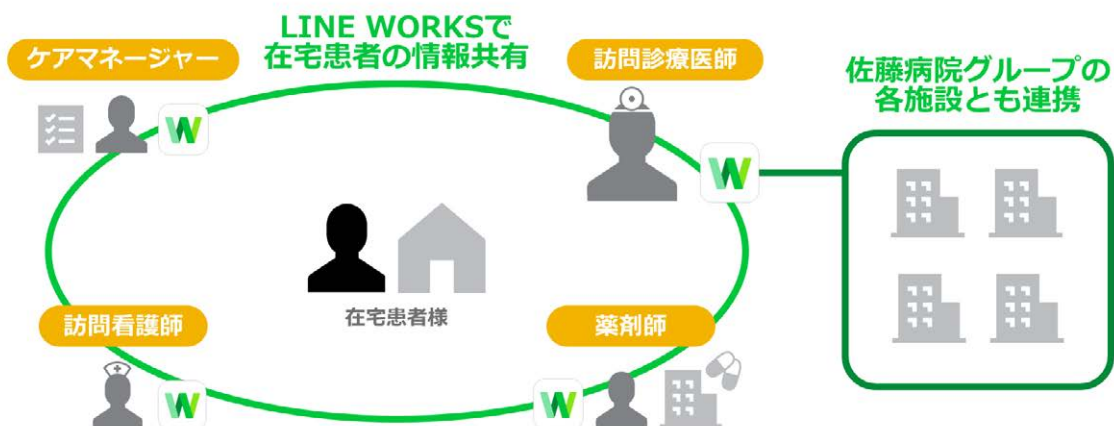 LINE WORKSで
在宅患者の情報共有
ケアマネージャー
訪問診療医師
佐藤病院グループの
各施設とも連携
在宅患者様
訪問看護師
薬剤師